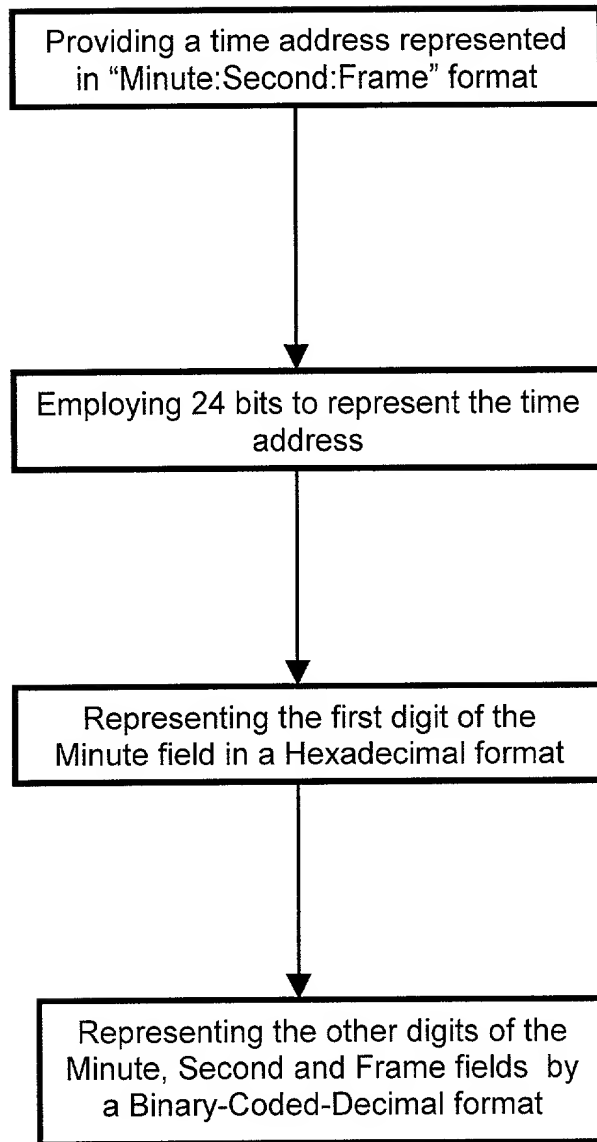 Providing a time address represented
in “Minute:Second:Frame” format
Employing 24 bits to represent the time
address
Representing the first digit of the
Minute field in a Hexadecimal format
Representing the other digits of the
Minute, Second and Frame fields by
a Binary-Coded-Decimal format